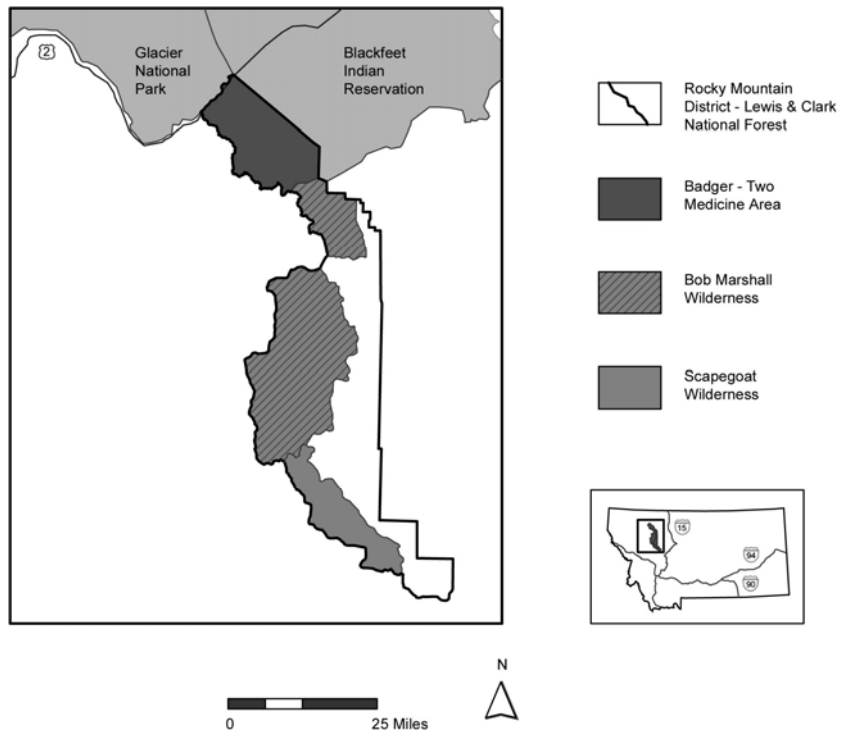 2
Glacier
National
Park
Blackfeet
Indian
Reservation
Rocky Mountain
District - Lewis & Clark
National Forest
Badger - Two
Medicine Area
Bob Marshall
Wilderness
Scapegoat
Wilderness
15
94
90
N
0 25 Miles